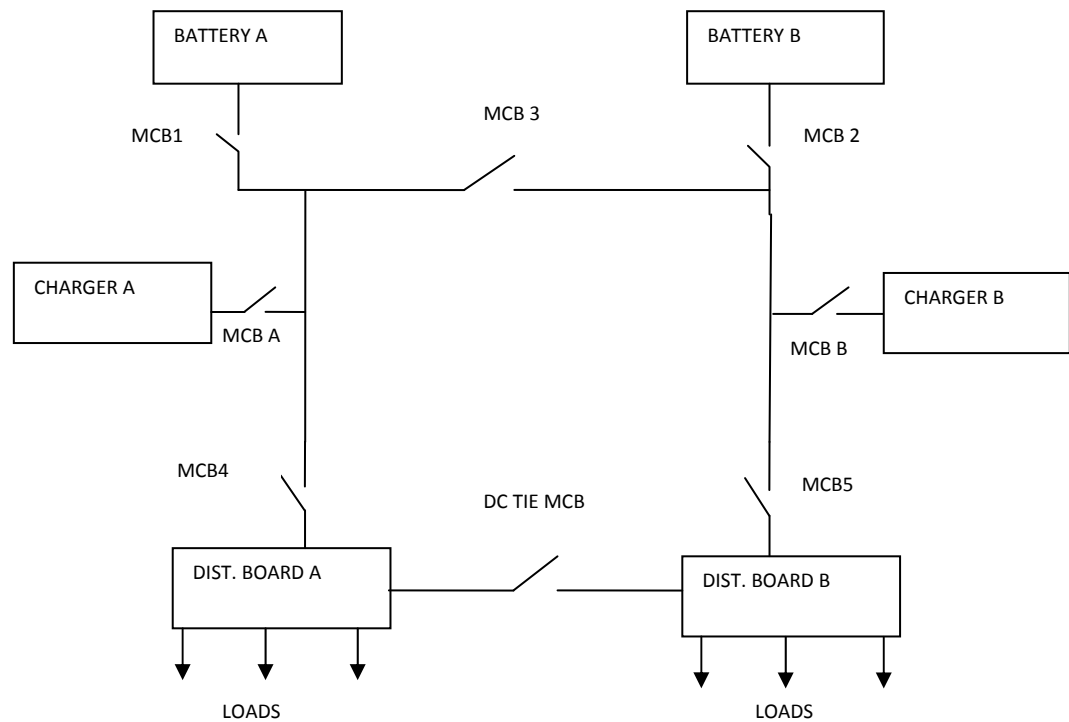 BATTERY A
BATTERY B
MCB 3
MCB1
MCB 2
CHARGER A
CHARGER B
MCB A
MCB B
MCB4
MCB5
DC TIE MCB
DIST. BOARD A
DIST. BOARD B
LOADS
LOADS